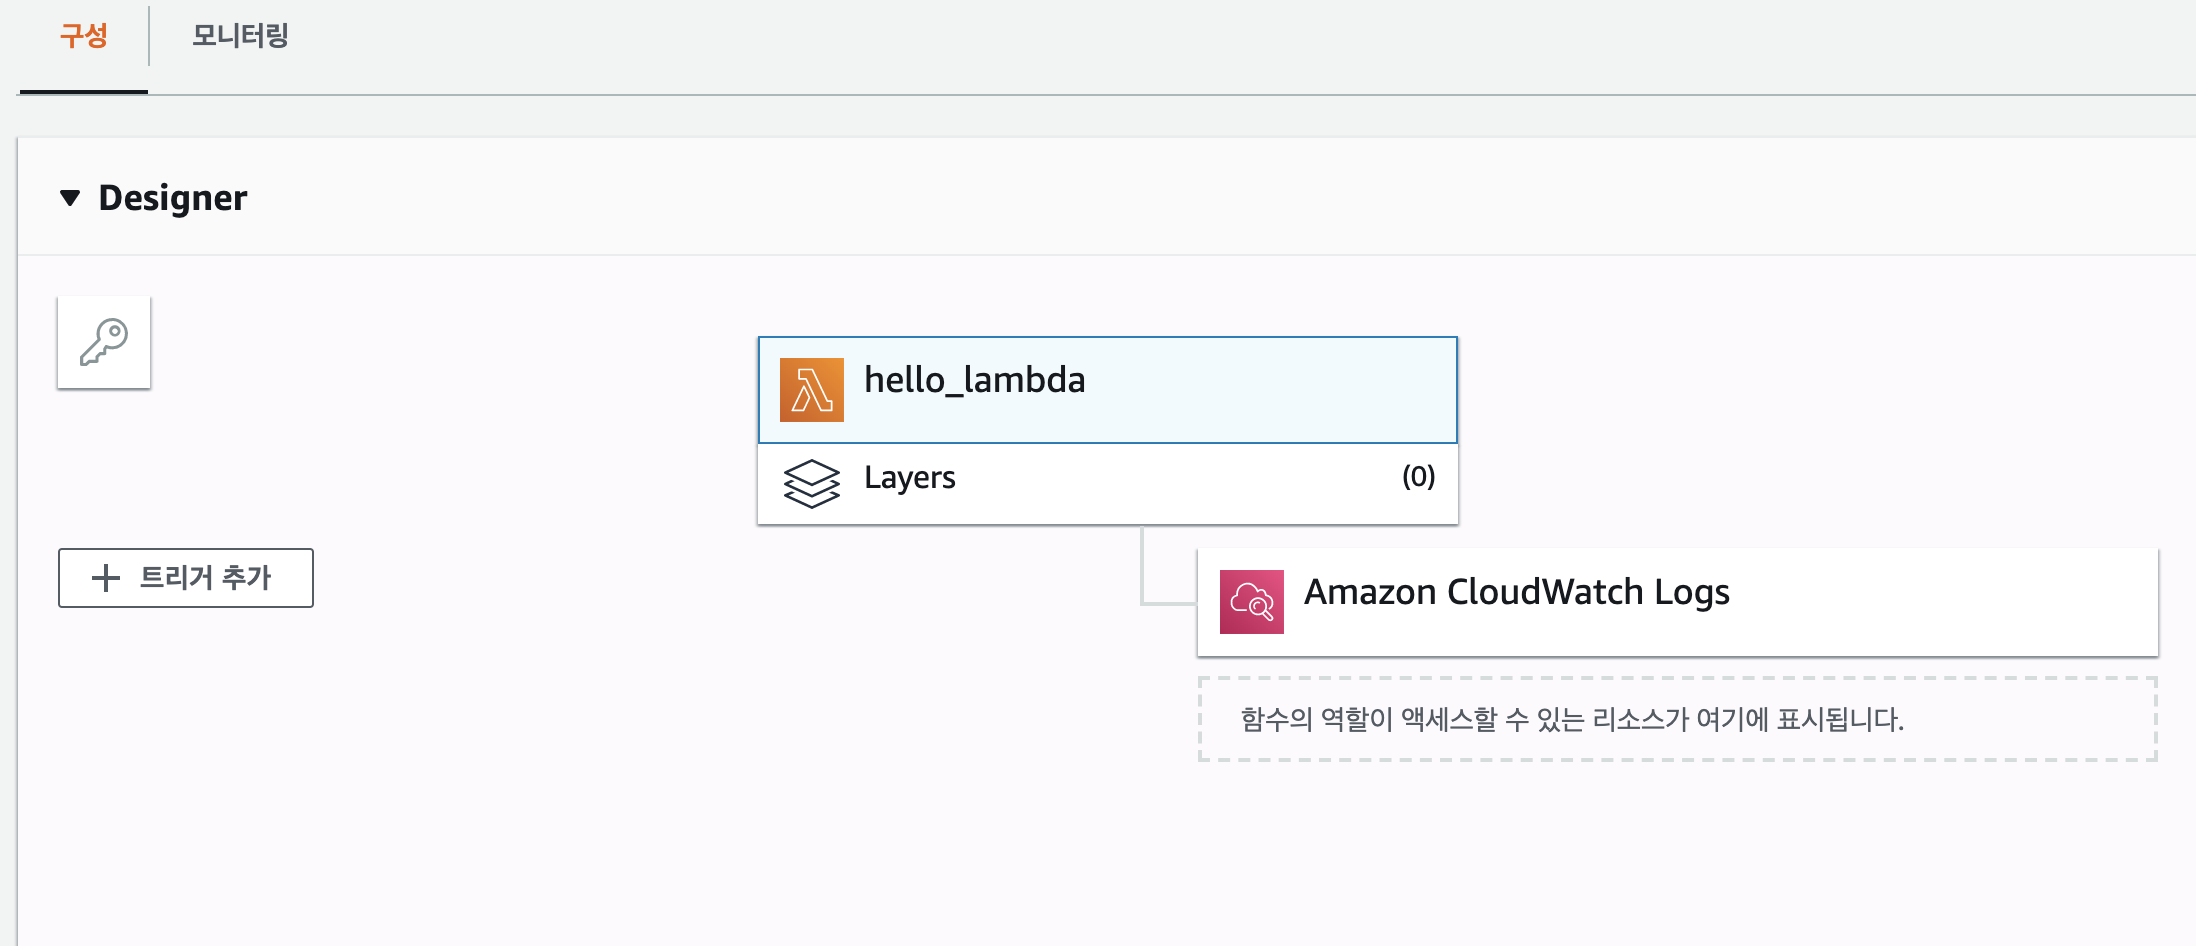 구성
모니터링
Designer
hello_lambda
Layers
(0)
트리거 추가
Amazon CloudWatch Logs
함수의 역할이 액세스할 수 있는 리소스가 여기에 표시됩니다.